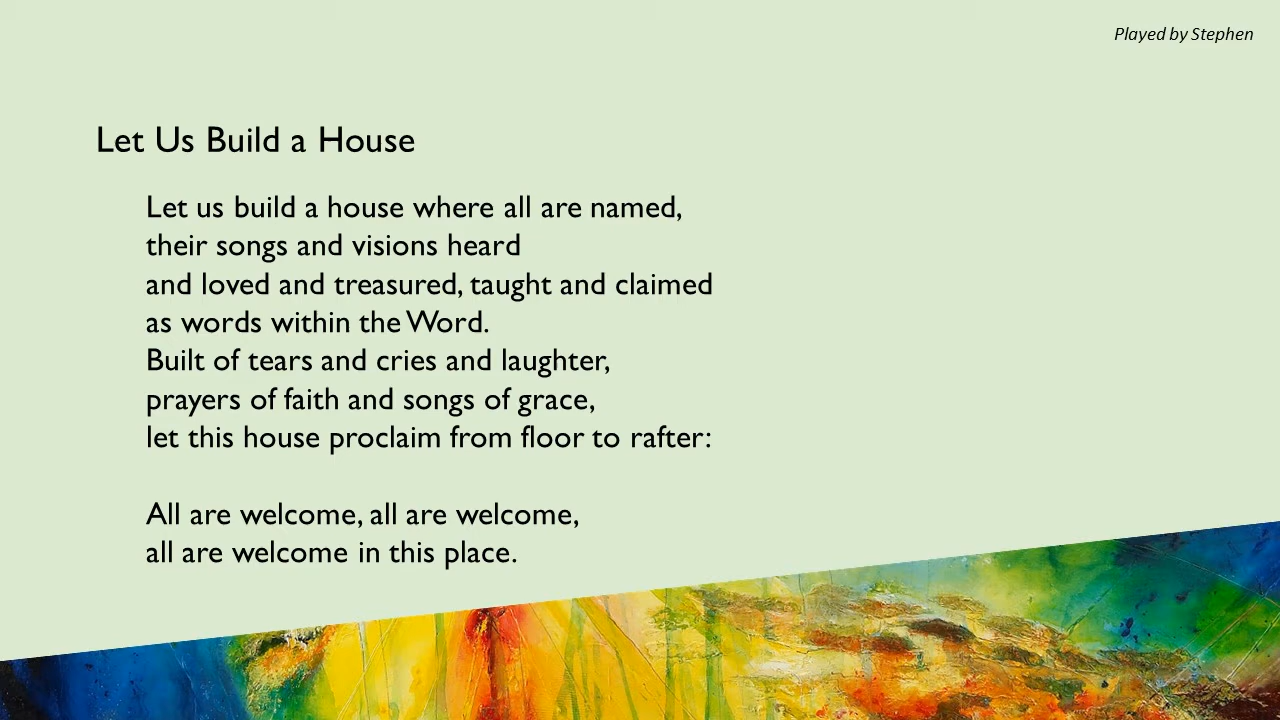 Played by Stephen
Let Us Build a House
Let us build a house where all are named,
their songs and visions heard
and loved and treasured, taught and claimed
as words within the Word.
Built of tears and cries and laughter,
prayers of faith and songs of grace,
let this house proclaim from floor to rafter:
All are welcome, all are welcome,
all are welcome in this place.